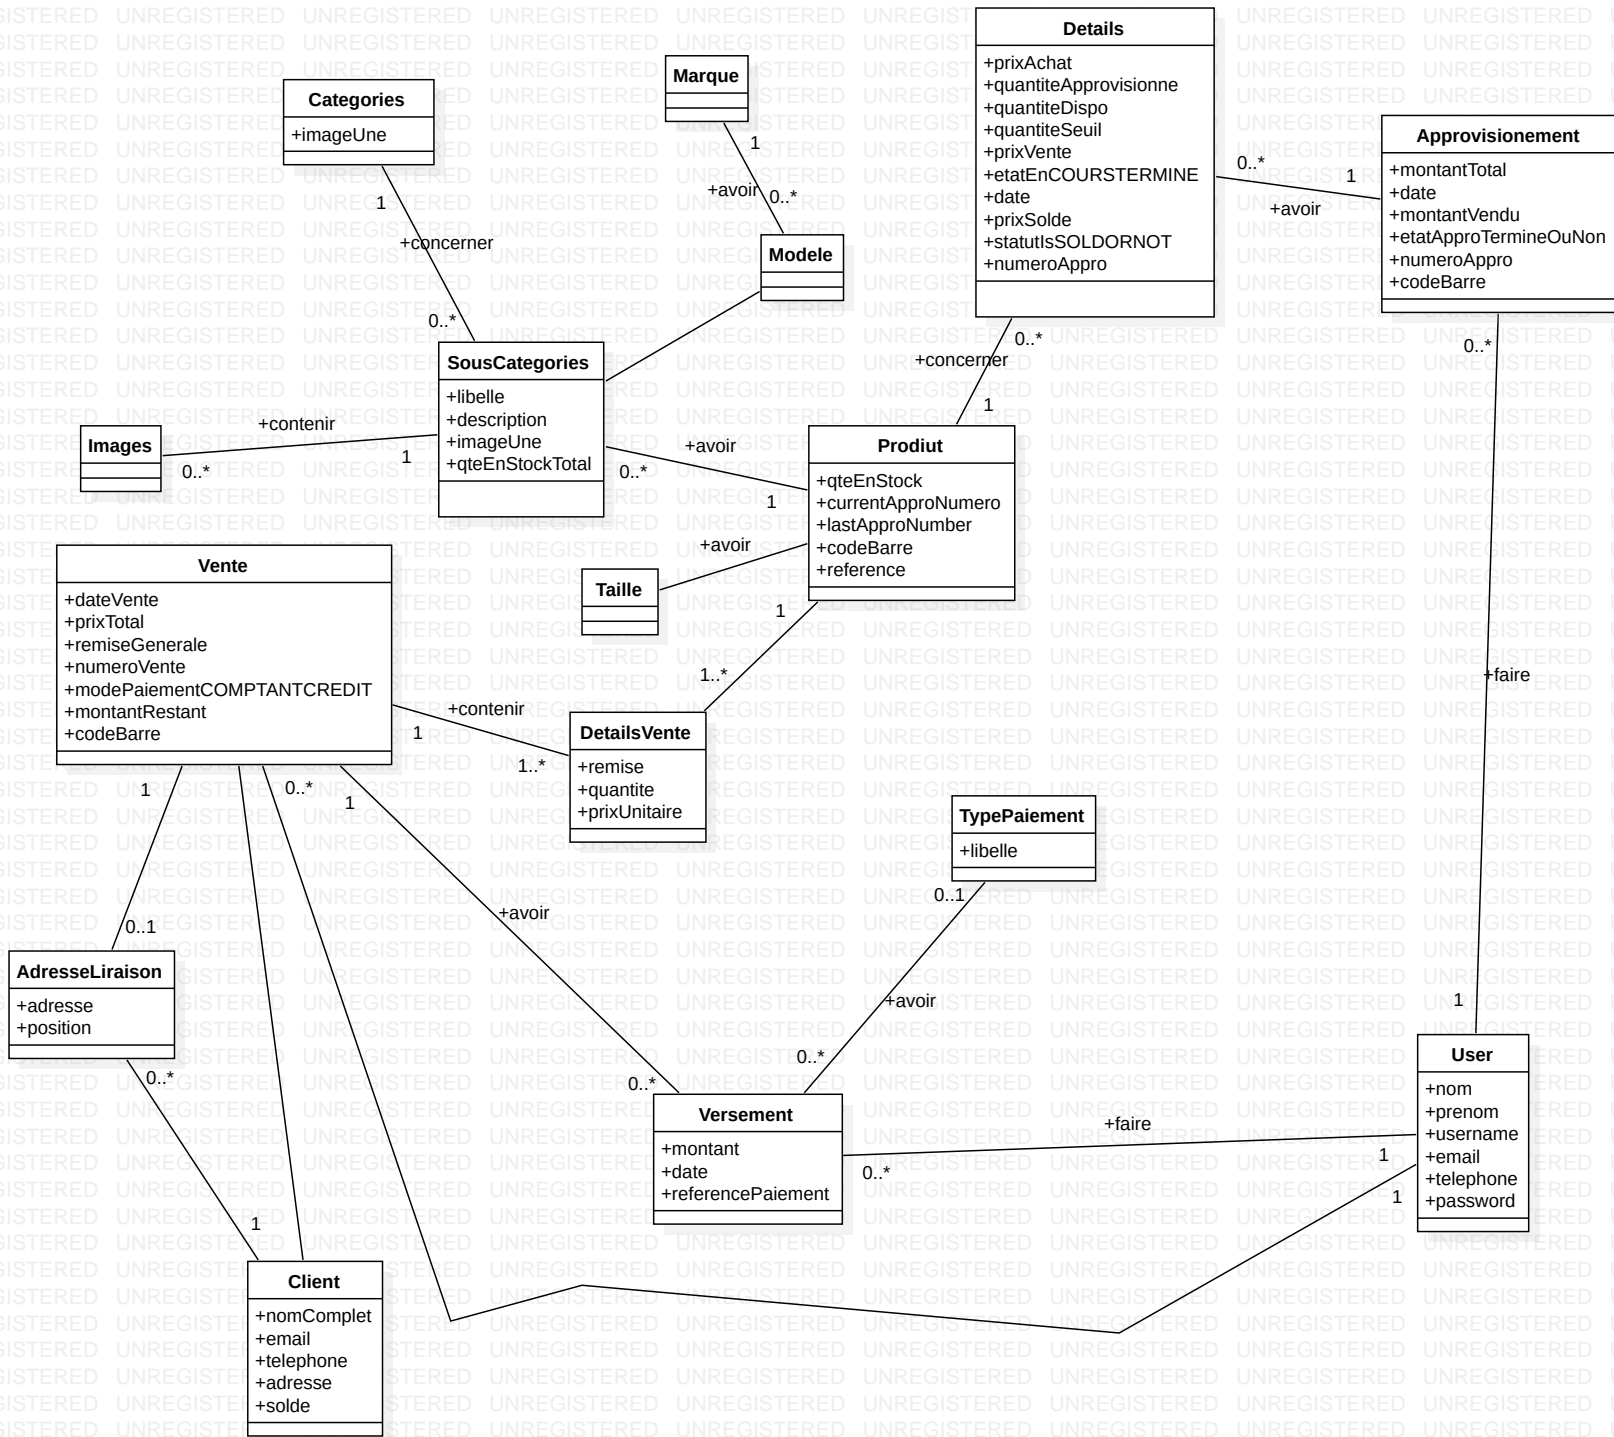 Details
+prixAchat
+quantiteApprovisionne
+quantiteDispo
+quantiteSeuil
+prixVente
+etatEnCOURSTERMINE
+date
+prixSolde
+statutIsSOLDORNOT
+numeroAppro
Marque
Categories
+imageUne
Approvisionement
+montantTotal
+date
+montantVendu
+etatApproTermineOuNon
+numeroAppro
+codeBarre
1
+avoir
0..*
0..*
1
+avoir
1
+concerner
0..*
Modele
0..*
+concerner
1
0..*
SousCategories
+libelle
+description
+imageUne
+qteEnStockTotal
Images
+contenir
0..*
1
+avoir
0..*
1
Prodiut
+qteEnStock
+currentApproNumero
+lastApproNumber
+codeBarre
+reference
+avoir
Taille
1
1..*
Vente
+dateVente
+prixTotal
+remiseGenerale
+numeroVente
+modePaiementCOMPTANTCREDIT
+montantRestant
+codeBarre
+contenir
1
1..*
DetailsVente
+remise
+quantite
+prixUnitaire
+faire
1
0..*
1
TypePaiement
+libelle
0..1
+avoir
0..1
AdresseLiraison
+adresse
+position
+avoir
0..*
0..*
0..*
1
User
+nom
+prenom
+username
+email
+telephone
+password
Versement
+montant
+date
+referencePaiement
+faire
0..*
1
1
1
Client
+nomComplet
+email
+telephone
+adresse
+solde
UNREGISTERED